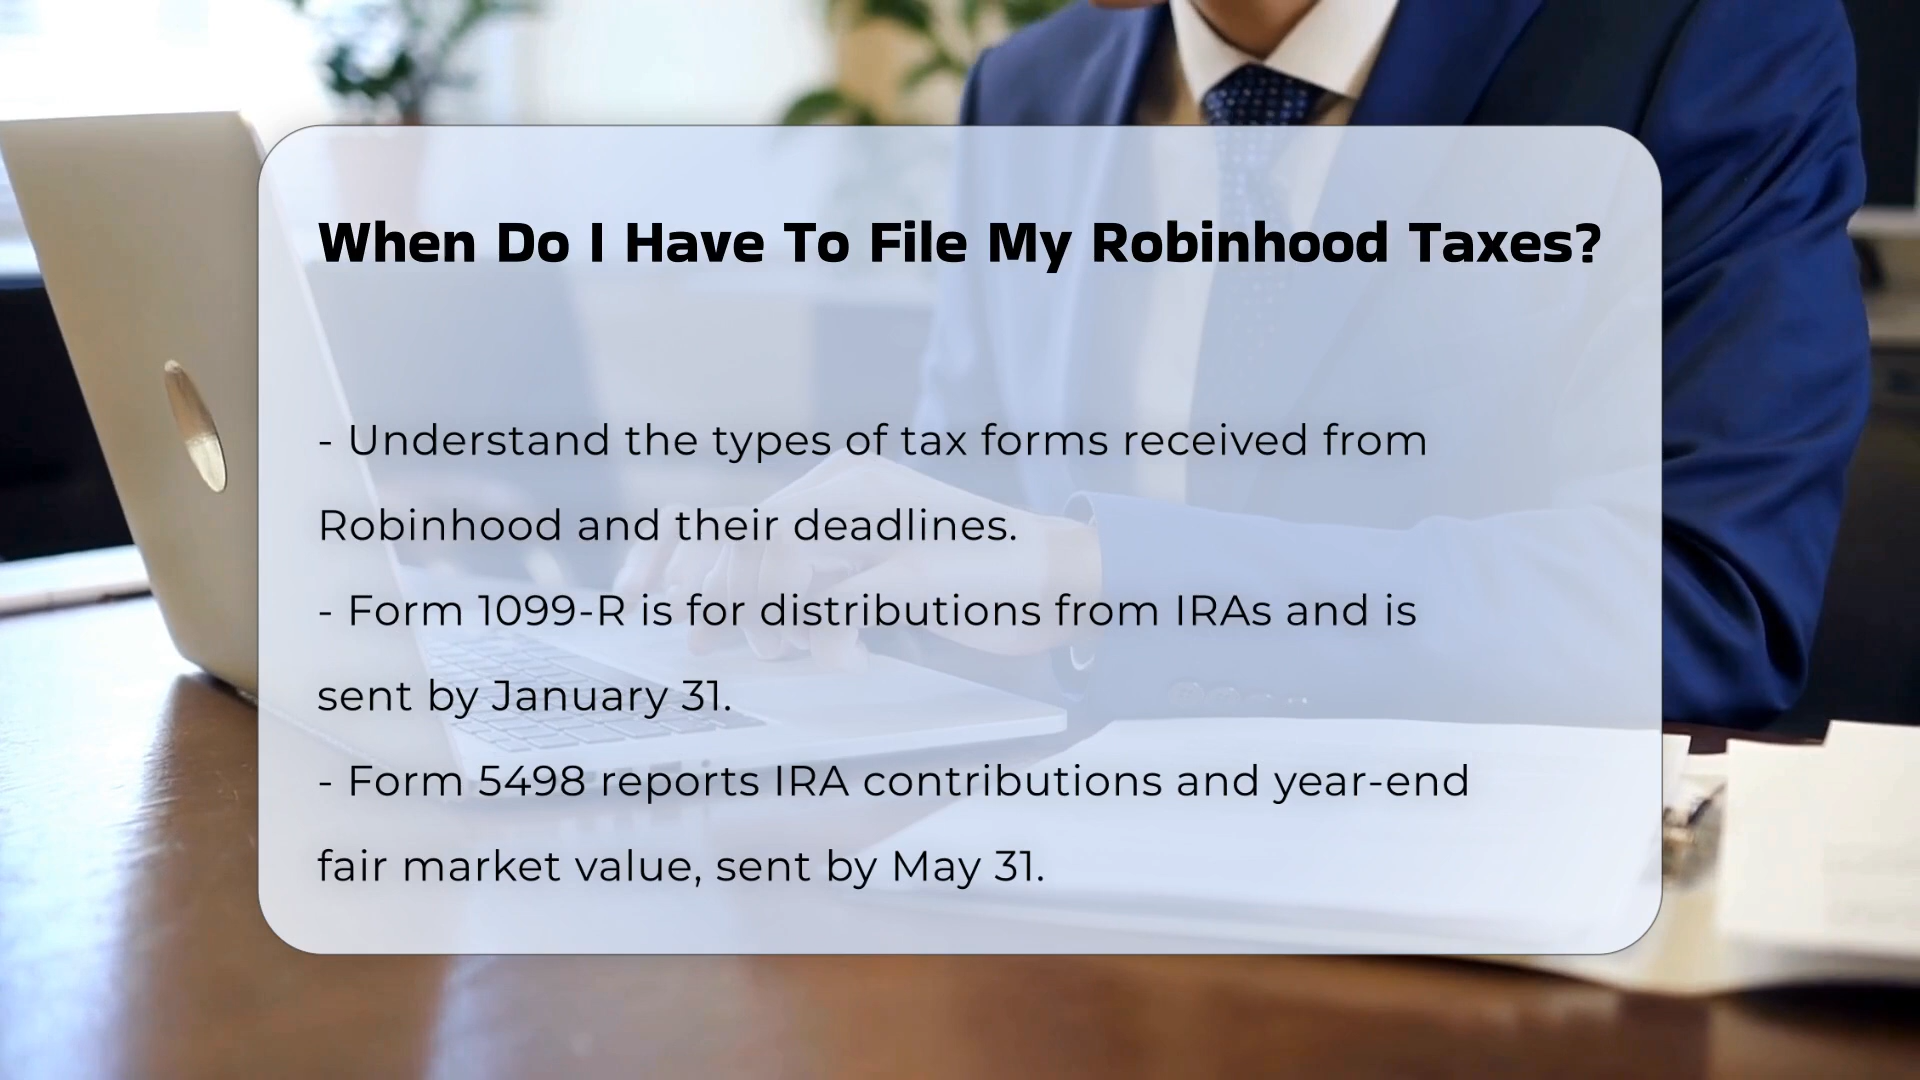 When Do I Have To File My Robinhood Taxes?
- Understand the types of tax forms received from
Robinhood and their deadlines.
- Form 1099-R is for distributions from IRAs and is
sent by January 31.
- Form 5498 reports IRA contributions and year-end
fair market value, sent by May 31.